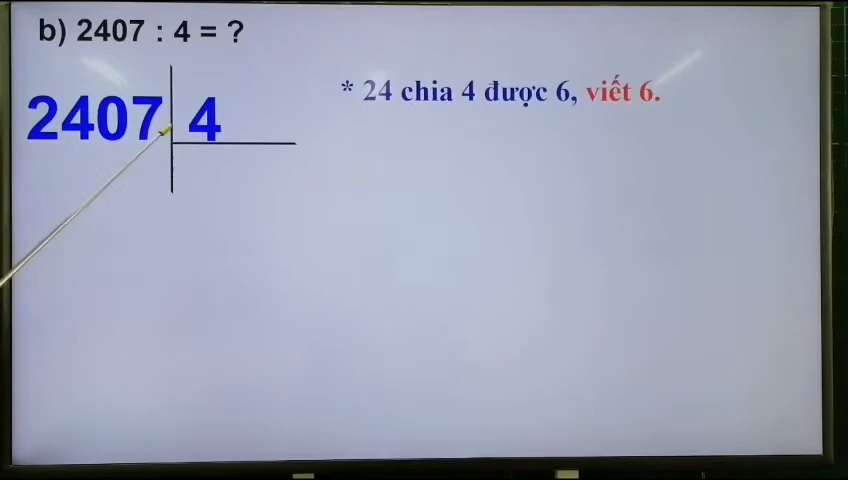 b) 2407 : 4 = ?
2407 4
* 24 chia 4 được 6, viết 6.